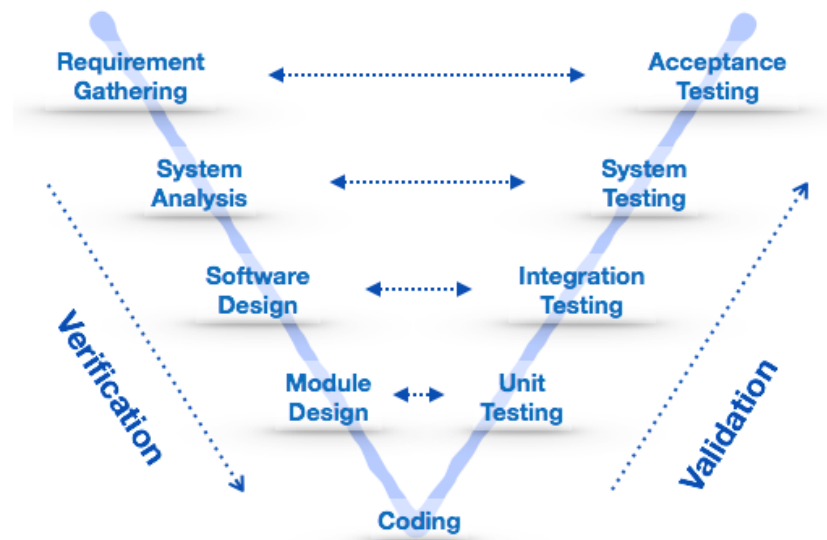 Requirement
Gathering
Acceptance
Testing
System
Analysis
System
Testing
Software
Design
Integration
Testing
Verification
Module
Design
Unit
Testing
Validation
Coding